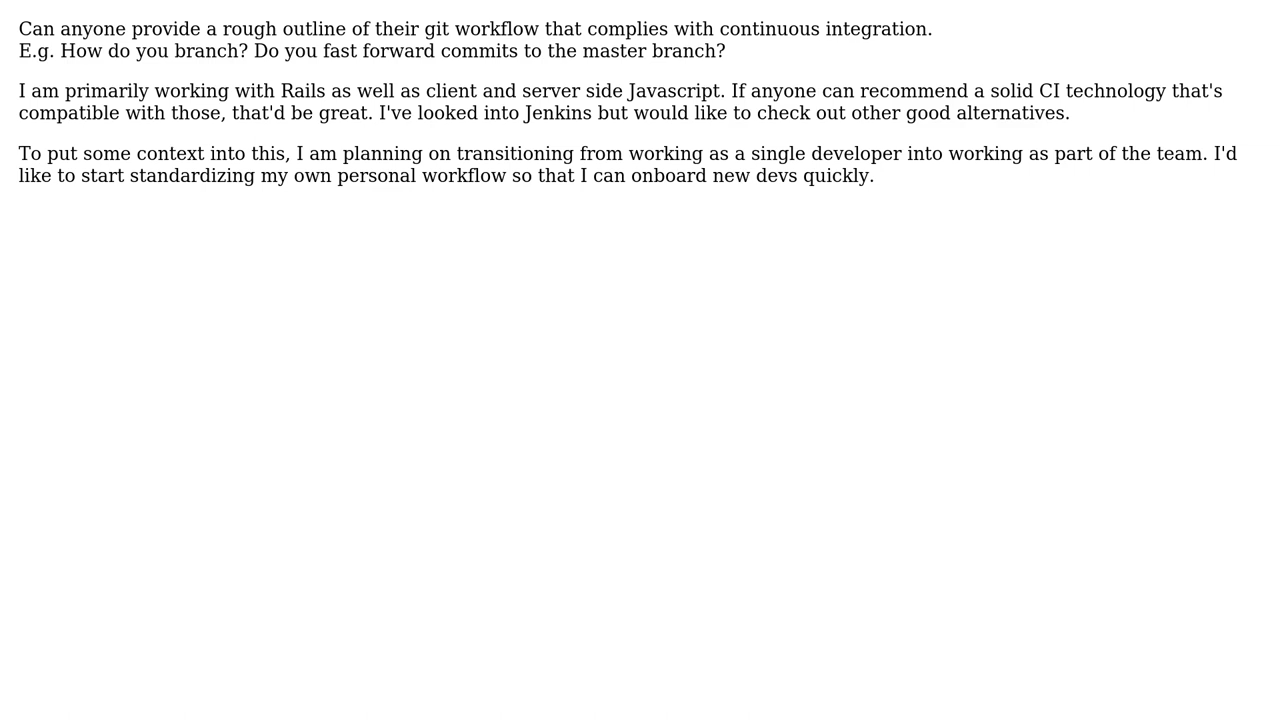 Can anyone provide a rough outline of their git workflow that complies with continuous integration.
E.g. How do you branch? Do you fast forward commits to the master branch?
I am primarily working with Rails as well as client and server side Javascript. If anyone can recommend a solid CI technology that's
compatible with those, that'd be great. I've looked into Jenkins but would like to check out other good alternatives.
To put some context into this, I am planning on transitioning from working as a single developer into working as part of the team. I'd
like to start standardizing my own personal workflow so that I can onboard new devs quickly.